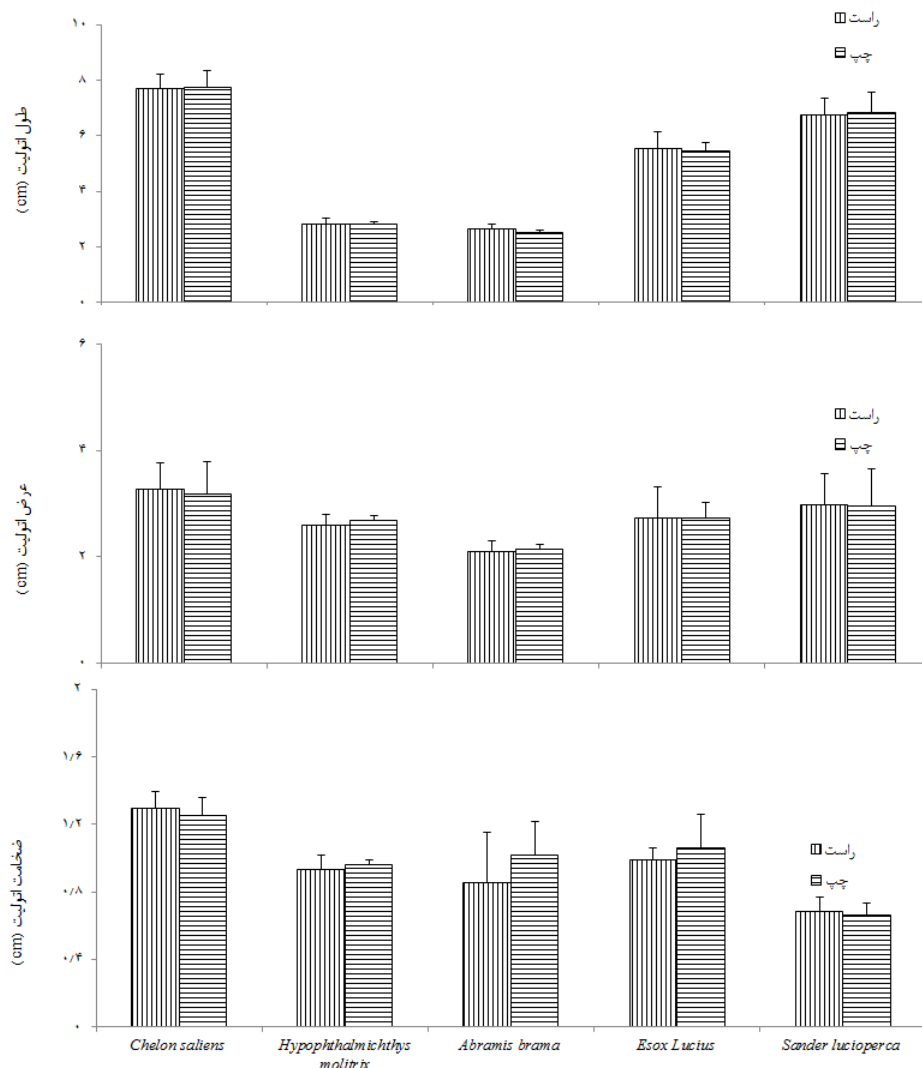 ۱۰
۸
۶
۴
۲
۰
طول اتولیت (cm)
راست
چپ
۶
۴
۲
۰
عرض اتولیت (cm)
راست
چپ
۲
۱/۶
۱/۲
۰/۸
۰/۴
۰
ضخامت اتولیت (cm)
راست
چپ
Chelon saliens
Hypophthalmichthys
molitrix
Abramis brama
Esox Lucius
Sander lucioperca